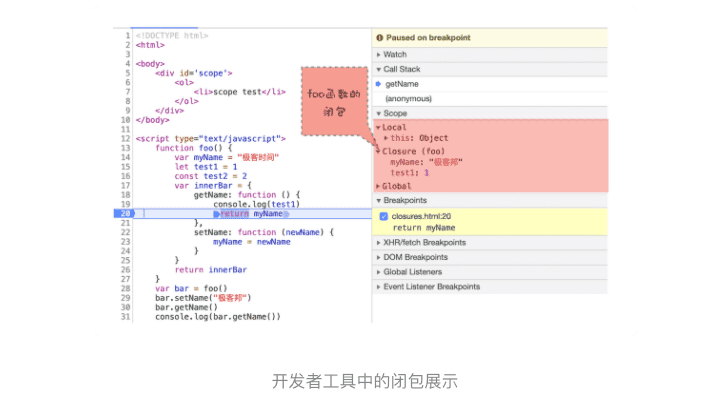 1 <!DOCTYPE html>
2 <html>
3
4 <body>
5 <div id='scope'>
6 <ol>
7 <li>scope test</li>
8 </ol>
9 </div>
10 </body>
11
12 <script type="text/javascript">
13 function foo() {
14 var myName = "极客时间"
15 let test1 = 1
16 const test2 = 2
17 var innerBar = {
18 getName: function () {
19 console.log(test1)
20 return myName
21 },
22 setName: function (newName) {
23 myName = newName
24 }
25 }
26 return innerBar
27 }
28 var bar = foo()
29 bar.setName("极客邦")
30 bar.getName()
31 console.log(bar.getName())
foo函数的
闭包
Paused on breakpoint
Watch
Call Stack
getName
(anonymous)
Scope
Local
this: Object
Closure (foo)
myName: "极客邦"
test1: 1
Global
Breakpoints
closures.html:20
return myName
XHR/fetch Breakpoints
DOM Breakpoints
Global Listeners
Event Listener Breakpoints
开发者工具中的闭包展示